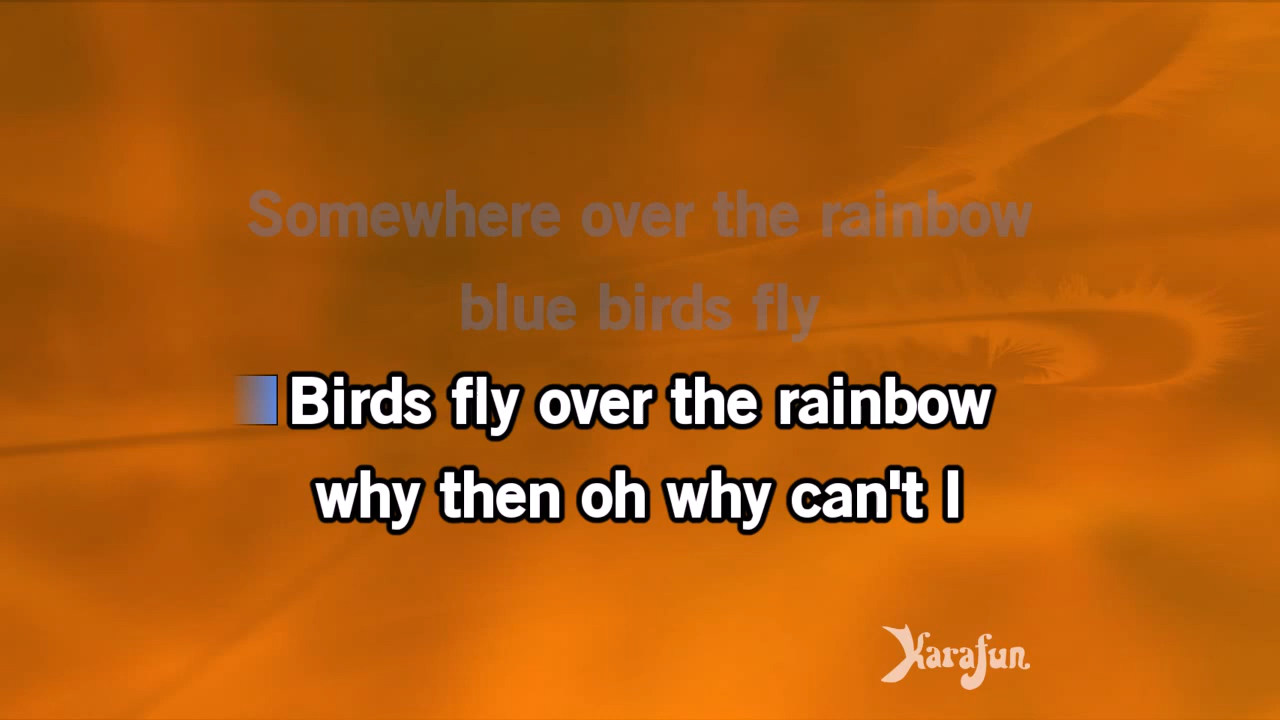 Somewhere over the rainbow
blue birds fly
Birds fly over the rainbow
why then oh why can't I
Karafun